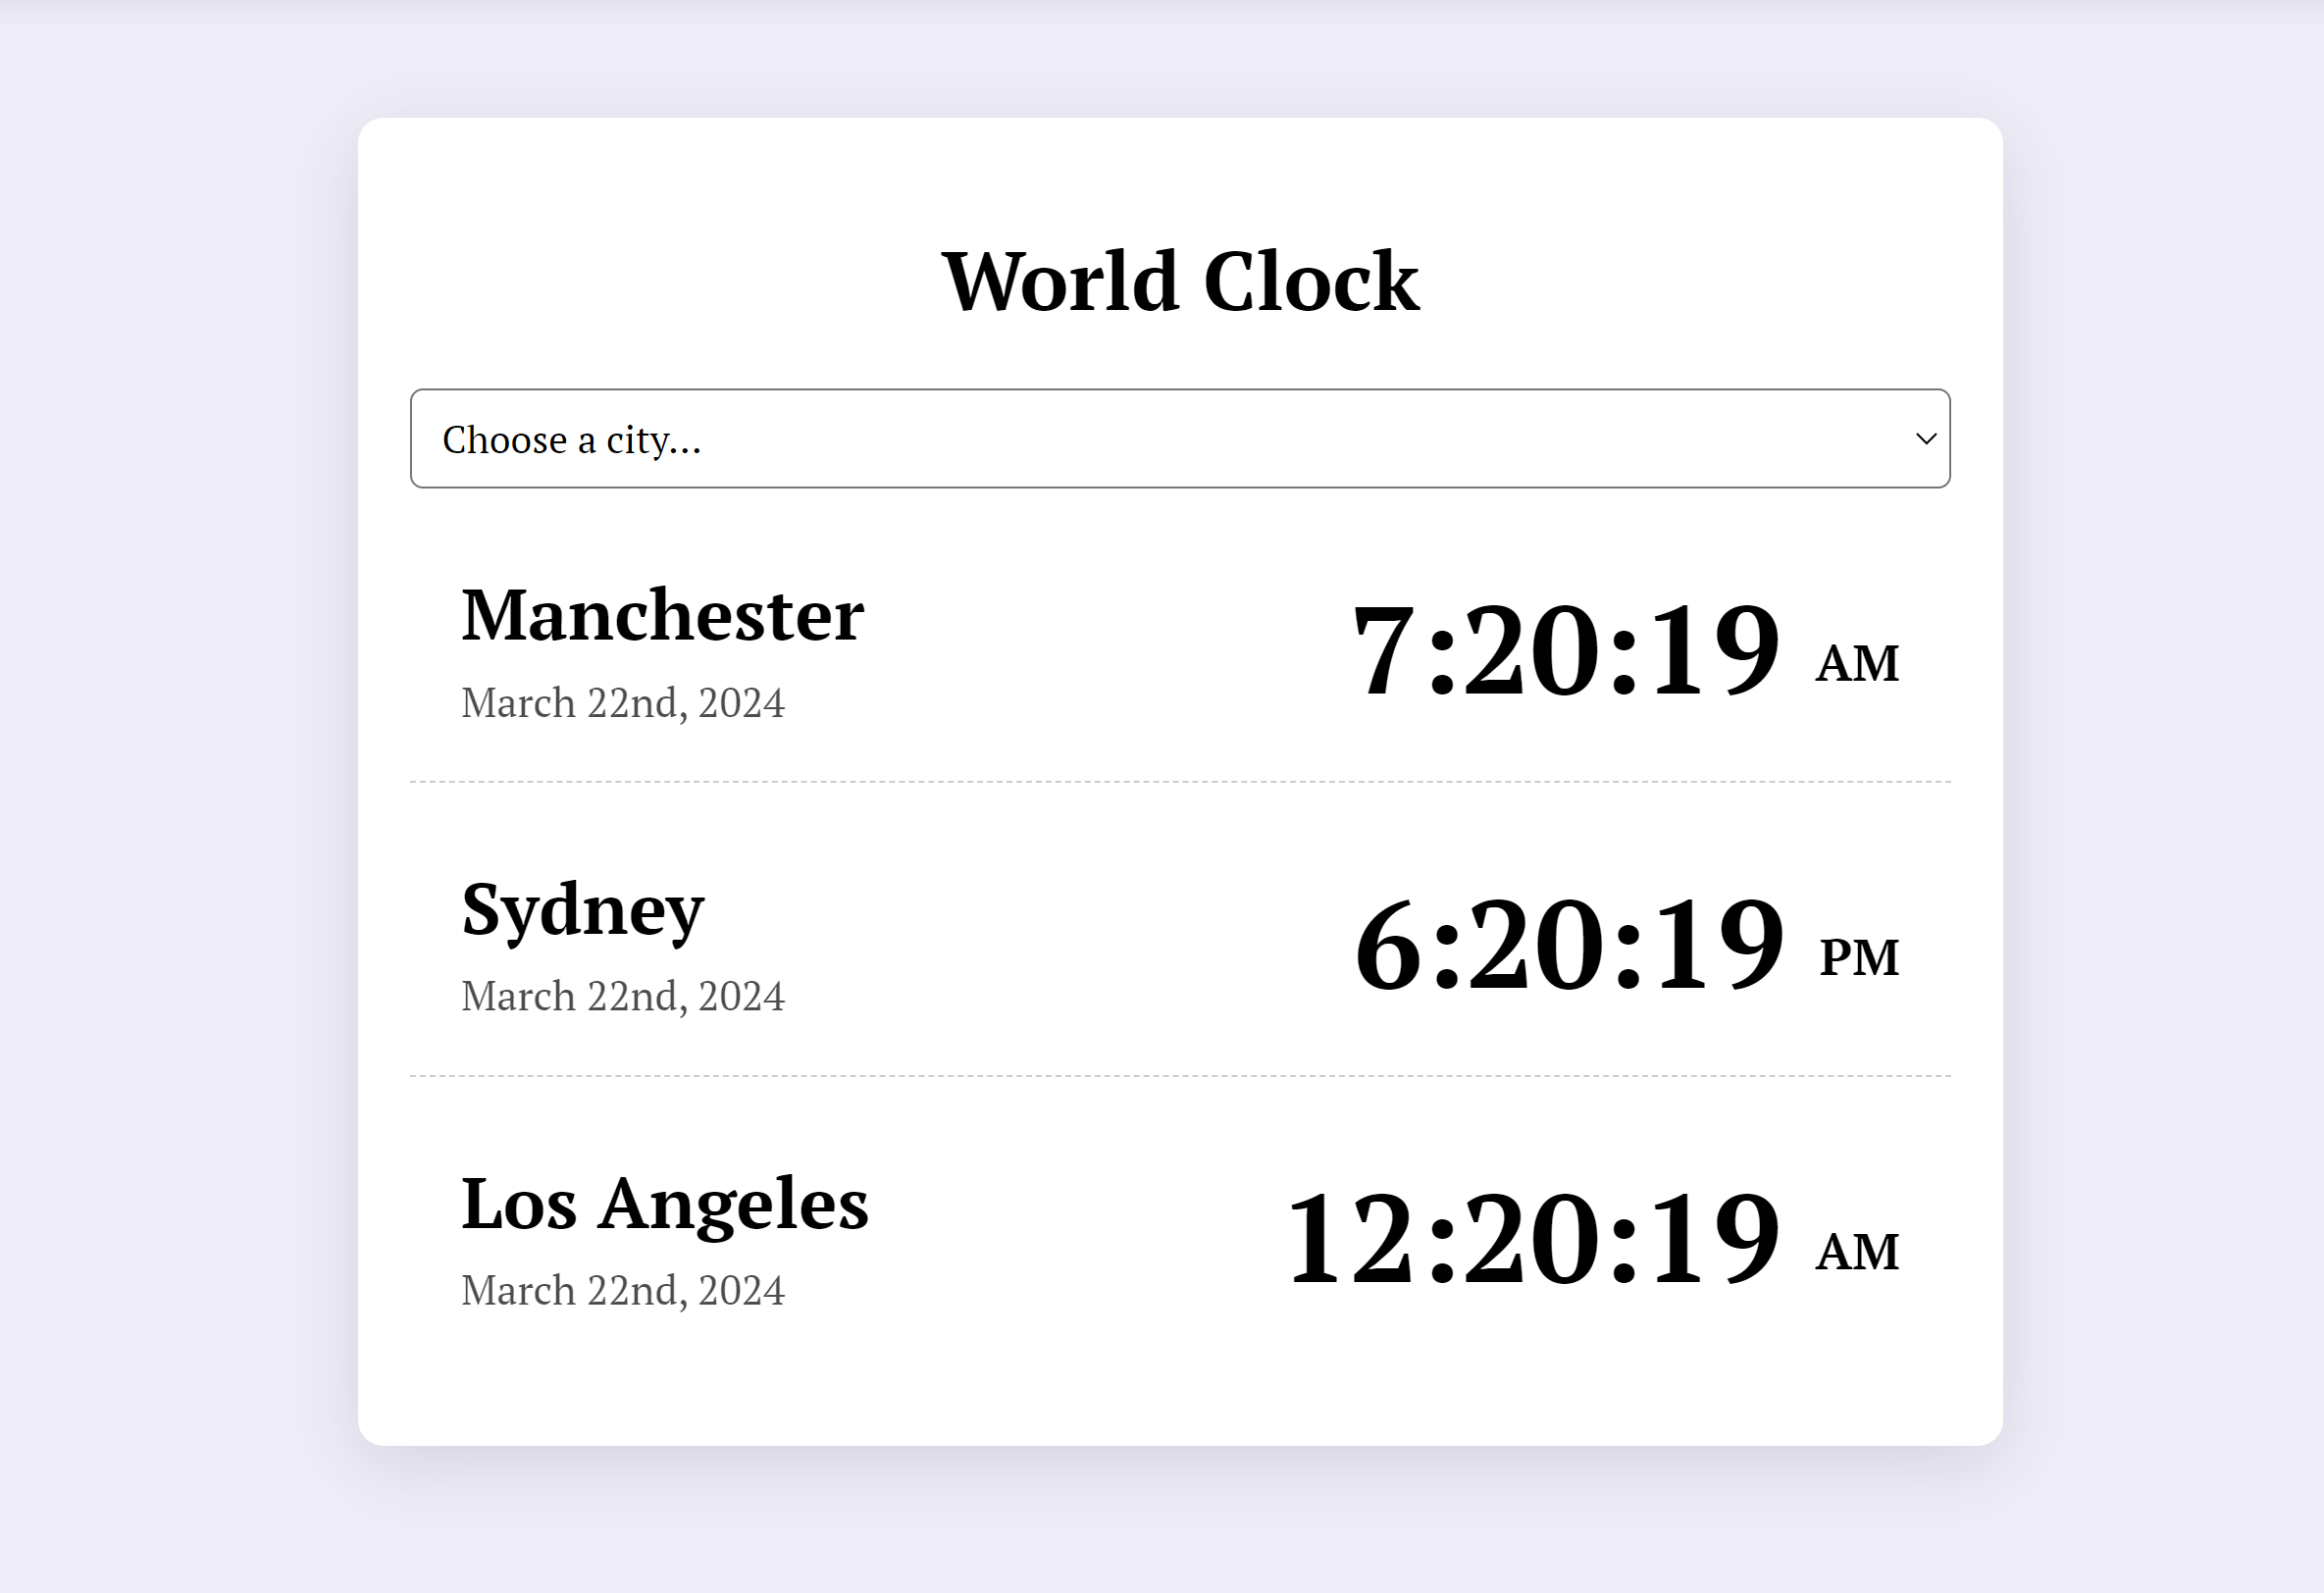 World Clock
Choose a city...
Manchester
7:20:19 AM
March 22nd, 2024
Sydney
6:20:19 PM
March 22nd, 2024
Los Angeles
12:20:19 AM
March 22nd, 2024